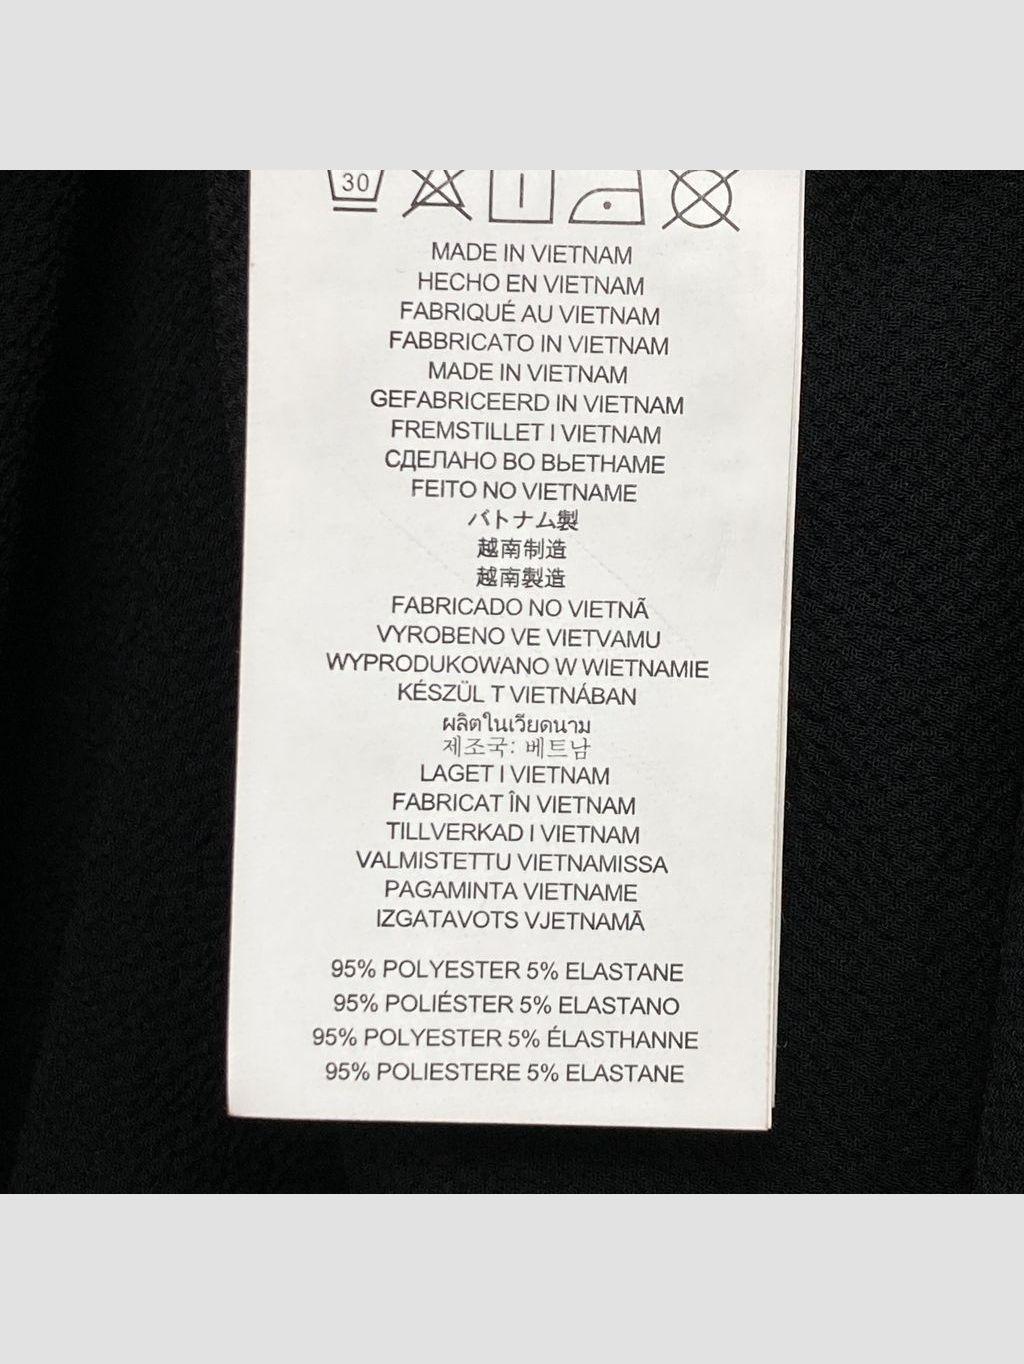 30
MADE IN VIETNAM
HECHO EN VIETNAM
FABRIQUÉ AU VIETNAM
FABBRICATO IN VIETNAM
MADE IN VIETNAM
GEFABRICEERD IN VIETNAM
FREMSTILLET I VIETNAM
СДЕЛАНО ВО ВЬЕТНАМЕ
FEITO NO VIETNAME
バトナム製
越南制造
越南製造
FABRICADO NO VIETNÃ
VYROBENO VE VIETVAMU
WYPRODUKOWANO W WIETNAMIE
KÉSZÜL T VIETNÁBAN
ผลิตในเวียดนาม
제조국: 베트남
LAGET I VIETNAM
FABRICAT ÎN VIETNAM
TILLVERKAD I VIETNAM
VALMISTETTU VIETNAMISSA
PAGAMINTA VIETNAME
IZGATAVOTS VJETNAMĀ
95% POLYESTER 5% ELASTANE
95% POLIÉSTER 5% ELASTANO
95% POLYESTER 5% ÉLASTHANNE
95% POLIESTERE 5% ELASTANE